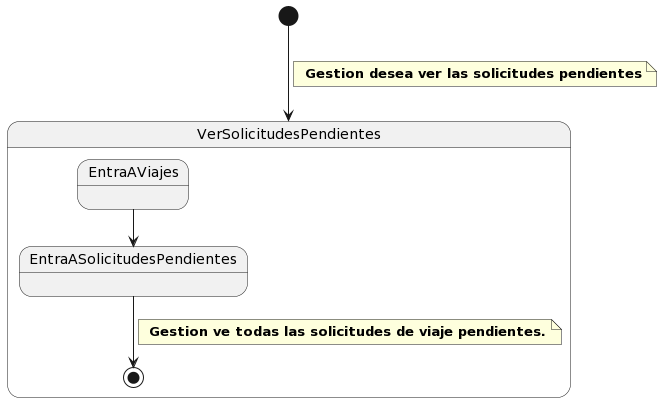 Gestion desea ver las solicitudes pendientes
VerSolicitudesPendientes
EntraAViajes
EntraASolicitudesPendientes
Gestion ve todas las solicitudes de viaje pendientes.